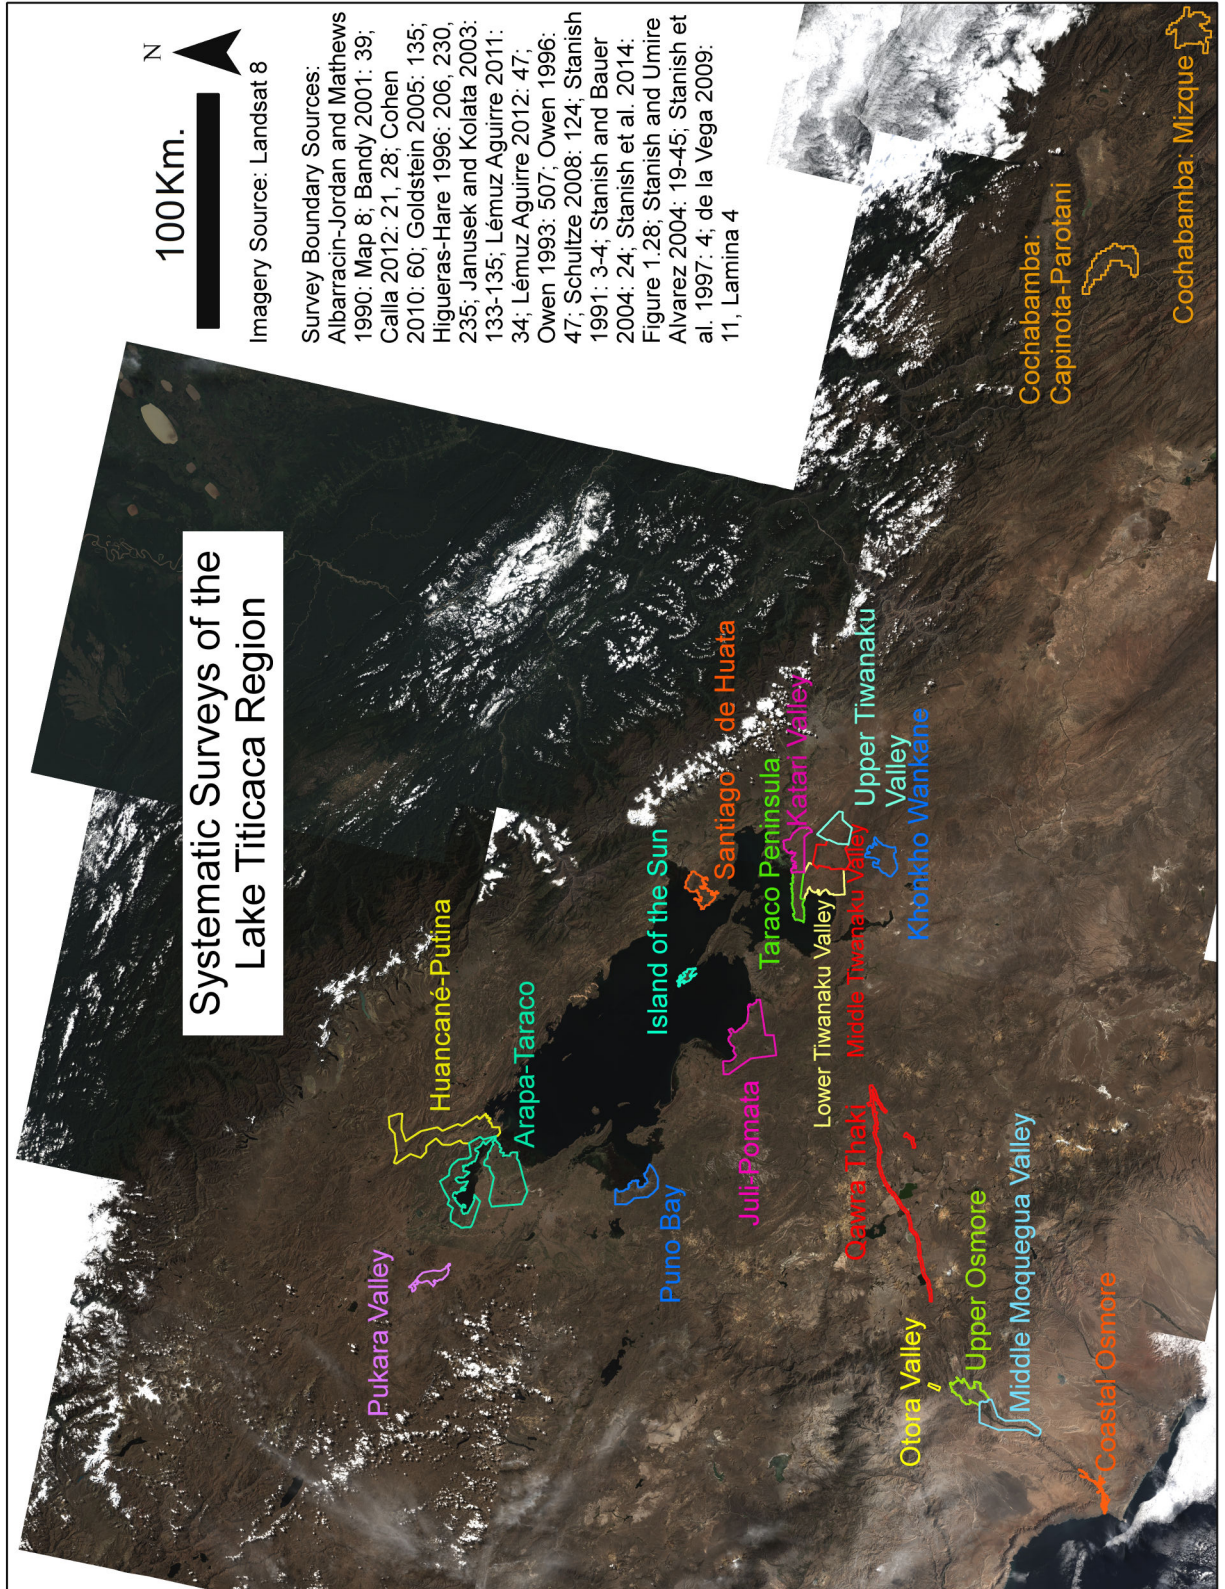 Systematic Surveys of the
Lake Titicaca Region
N
100Km.
Imagery Source: Landsat 8
Survey Boundary Sources:
Albarracin-Jordan and Mathews
1990: Map 8; Bandy 2001: 39;
Calla 2012: 21, 28; Cohen
2010: 60; Goldstein 2005: 135;
Higueras-Hare 1996: 206, 230,
235; Janusek and Kolata 2003:
133-135; Lémuz Aguirre 2011:
34; Lémuz Aguirre 2012: 47;
Owen 1993: 507; Owen 1996:
47; Schultze 2008: 124; Stanish
1991: 3-4; Stanish and Bauer
2004: 24; Stanish et al. 2014:
Figure 1.28; Stanish and Umire
Alvarez 2004: 19-45; Stanish et
al. 1997: 4; de la Vega 2009:
11, Lamina 4
Pukara Valley
Huancané-Putina
Arapa-Taraco
Puno-Bay
Island of the Sun
Santiago de Huata
Juli-Pomata
Taraco Peninsula
Katari Valley
Lower Tiwanaku Valley
Middle Tiwanaku Valley
Upper Tiwanaku
Valley
Khonkho Wankane
Qawra Thaki
Otora Valley
Upper Osmore
Middle Moquegua Valley
Coastal Osmore
Cochabamba:
Capinota-Parotani
Cochabamba: Mizque